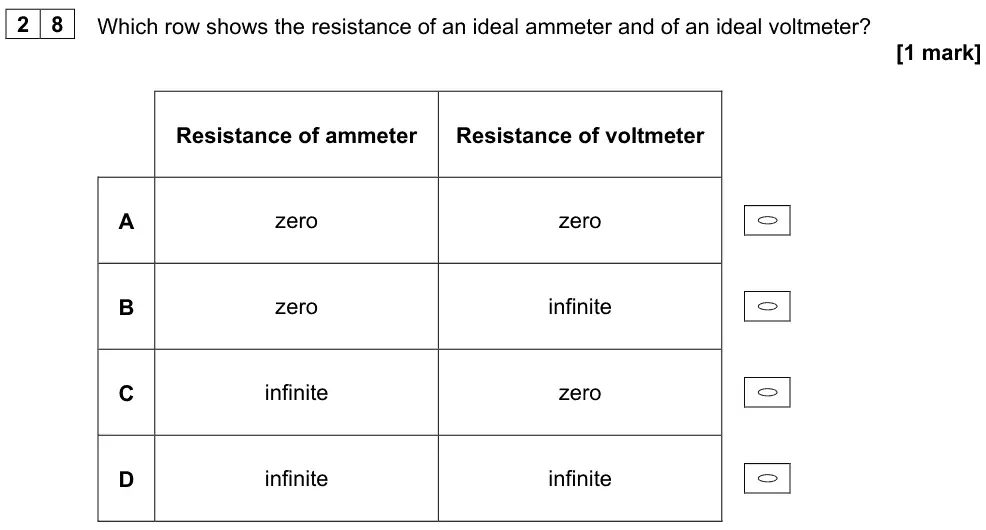 2 8 Which row shows the resistance of an ideal ammeter and of an ideal voltmeter?
[1 mark]
Resistance of ammeter Resistance of voltmeter
A zero zero
B zero infinite
C infinite zero
D infinite infinite